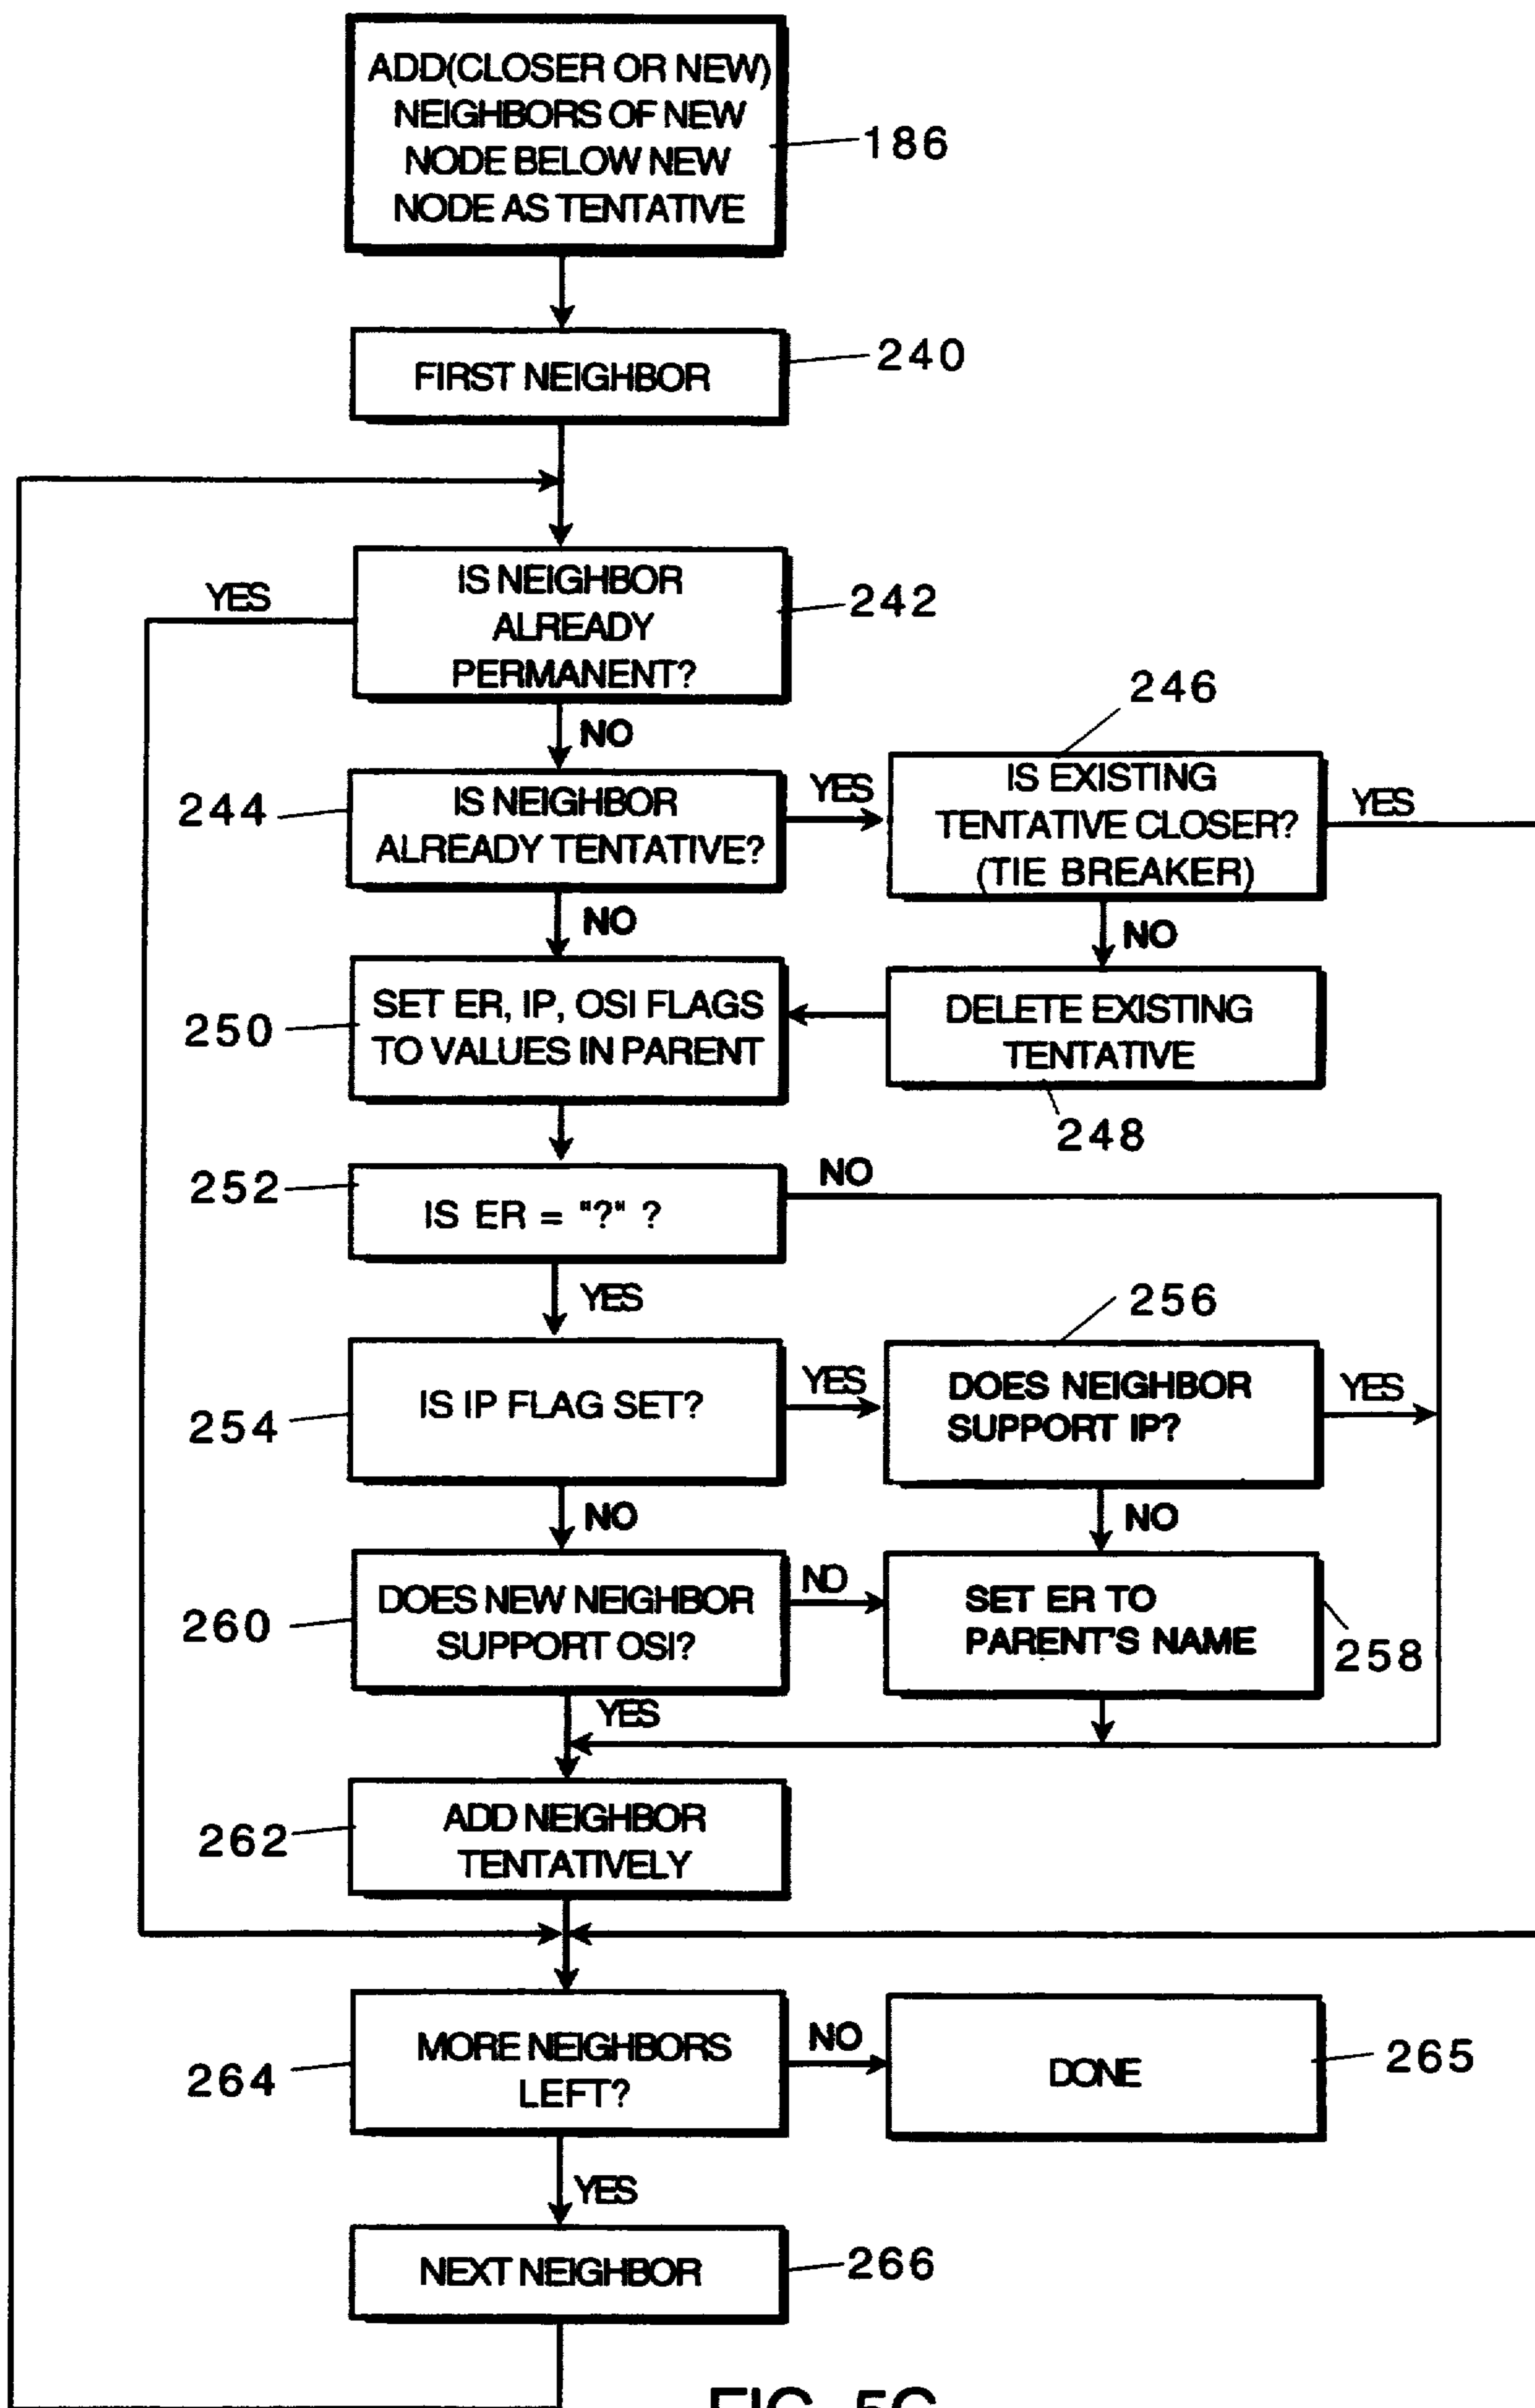 ADD(CLOSER OR NEW)
NEIGHBORS OF NEW
NODE BELOW NEW
NODE AS TENTATIVE
186
FIRST NEIGHBOR
240
YES
IS NEIGHBOR
ALREADY
PERMANENT?
242
NO
246
244
IS NEIGHBOR
ALREADY TENTATIVE?
YES
IS EXISTING
TENTATIVE CLOSER?
(TIE BREAKER)
YES
NO
NO
250
SET ER, IP, OSI FLAGS
TO VALUES IN PARENT
DELETE EXISTING
TENTATIVE
248
252
IS ER = "?" ?
NO
YES
256
254
IS IP FLAG SET?
YES
DOES NEIGHBOR
SUPPORT IP?
YES
NO
NO
260
DOES NEW NEIGHBOR
SUPPORT OSI?
NO
SET ER TO
PARENT'S NAME
258
YES
262
ADD NEIGHBOR
TENTATIVELY
264
MORE NEIGHBORS
LEFT?
NO
DONE
265
YES
NEXT NEIGHBOR
266
FIG. 5C